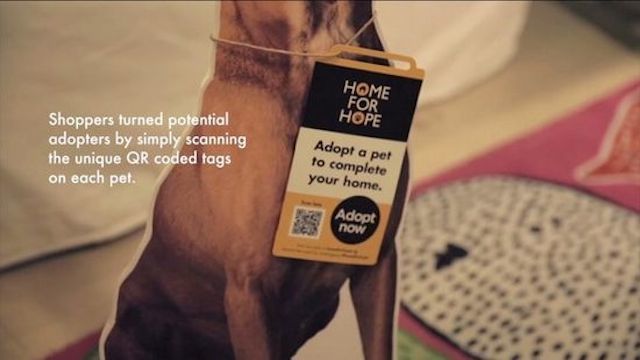 Shoppers turned potential
adopters by simply scanning
the unique QR coded tags
on each pet.
HOME
FOR
HOPE
Adopt a pet
to complete
your home.
Adopt
now